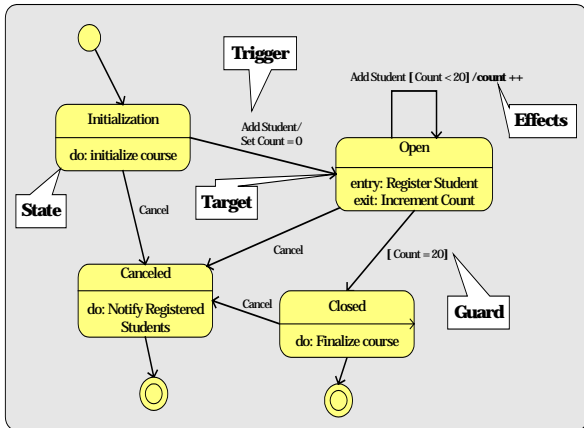 Trigger
Add Student [ Count < 20] /count ++
Effects
Initialization
do: initialize course
Add Student/
Set Count = 0
Open
entry: Register Student
exit: Increment Count
State
Target
Cancel
Cancel
[ Count = 20]
Guard
Canceled
do: Notify Registered
Students
Cancel
Closed
do: Finalize course